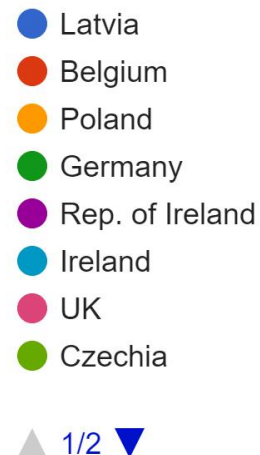 Latvia
Belgium
Poland
Germany
Rep. of Ireland
Ireland
UK
Czechia
1/2